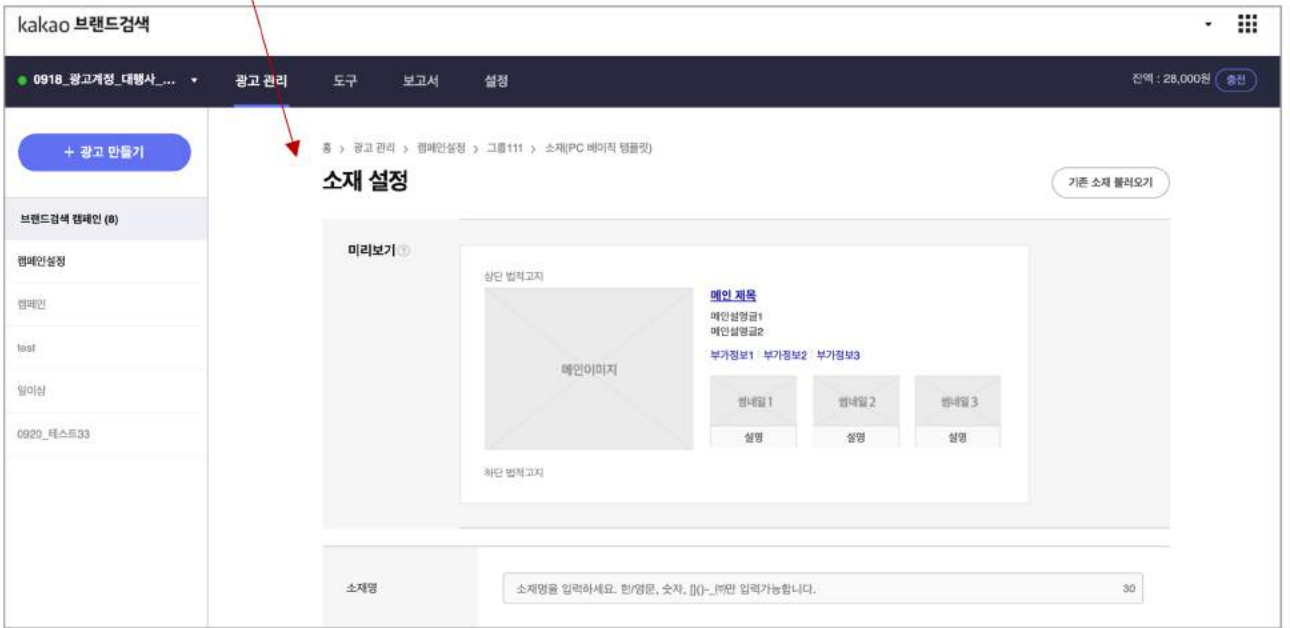 kakao 브랜드검색
0918_광고계정_대행사_...
광고 관리
도구
보고서
설정
잔액 : 28,000원
충전
+ 광고 만들기
브랜드검색 캠페인 (8)
캠페인설정
캠페인
test
일이삼
0920_테스트33
홈 > 광고 관리 > 캠페인설정 > 그룹111 > 소재(PC 베이직 템플릿)
소재 설정
기존 소재 불러오기
미리보기
상단 법적고지
메인이미지
하단 법적고지
메인 제목
메인설명글1
메인설명글2
부가정보1 부가정보2 부가정보3
썸네일 1 썸네일 2 썸네일 3
설명 설명 설명
소재명
소재명을 입력하세요. 한/영문, 숫자, []()-_㈜만 입력가능합니다.
30